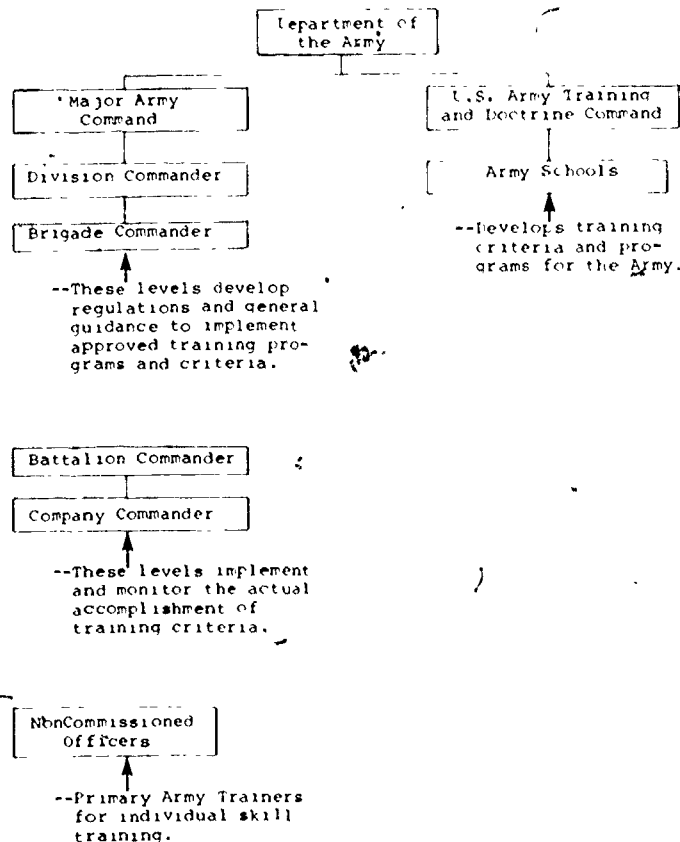 Department of
the Army
Major Army
Command
Division Commander
Brigade Commander
--These levels develop
regulations and general
guidance to implement
approved training pro-
grams and criteria.
U.S. Army Training
and Doctrine Command
Army Schools
--Develops training
criteria and pro-
grams for the Army.
Battalion Commander
Company Commander
--These levels implement
and monitor the actual
accomplishment of
training criteria.
NonCommissioned
Officers
--Primary Army Trainers
for individual skill
training.